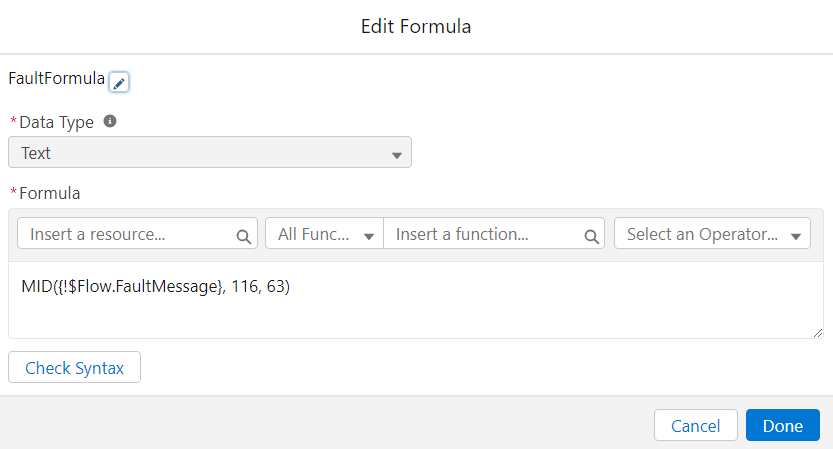 Edit Formula
FaultFormula
*Data Type
Text
*Formula
Insert a resource... All Func... Insert a function... Select an Operator...
MID({!$Flow.FaultMessage}, 116, 63)
Check Syntax
Cancel Done